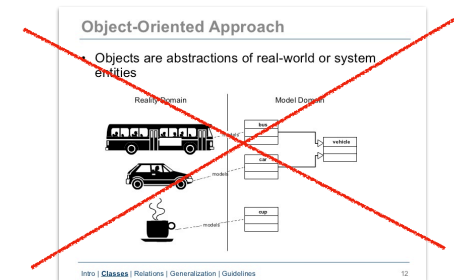 Object-Oriented Approach
• Objects are abstractions of real-world or system
entities
Reality Domain
Model Domain
bus
models
vehicle
car
models
cup
models
Intro | Classes | Relations | Generalization | Guidelines
12